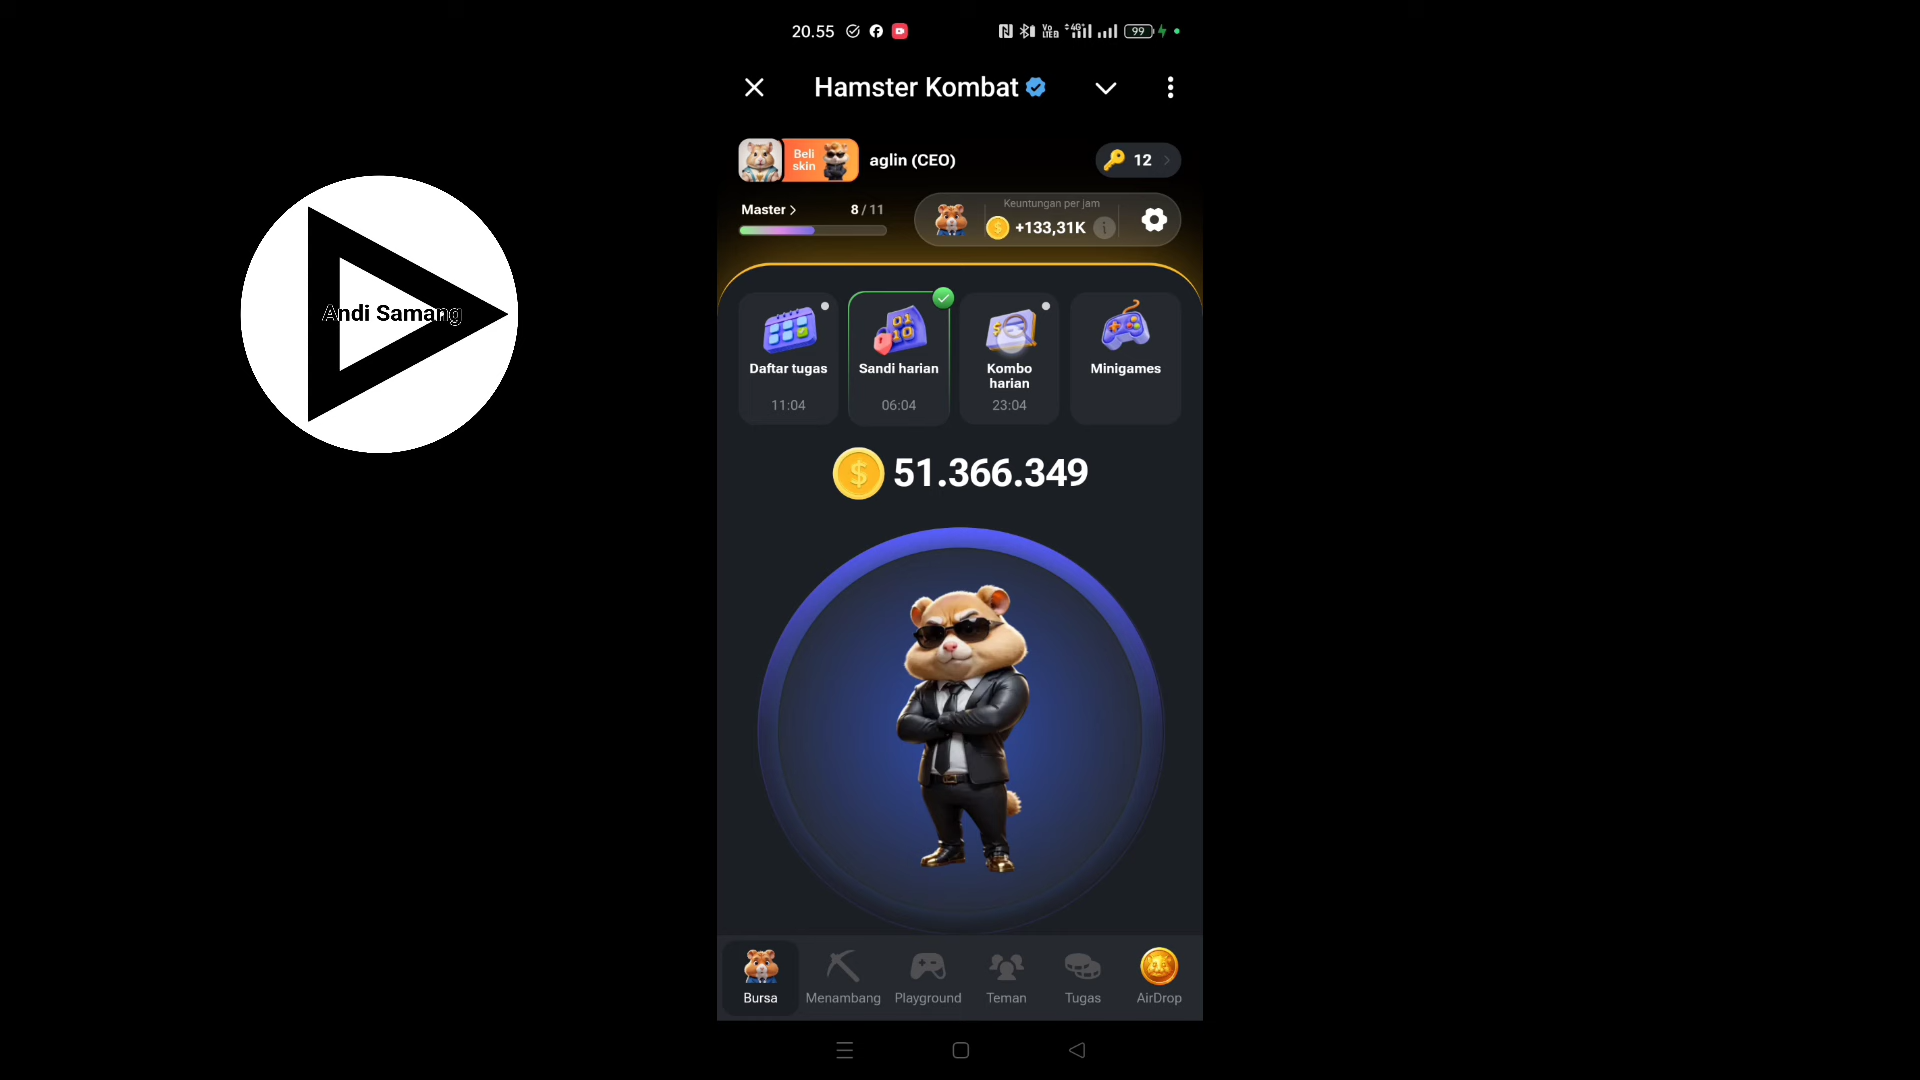 20.55
99
Hamster Kombat
Beli
skin
aglin (CEO)
12
Master
8 / 11
Keuntungan per jam
+133,31K
Andi Samang
Daftar tugas
11:04
Sandi harian
06:04
Kombo
harian
23:04
Minigames
51.366.349
Bursa
Menambang
Playground
Teman
Tugas
AirDrop